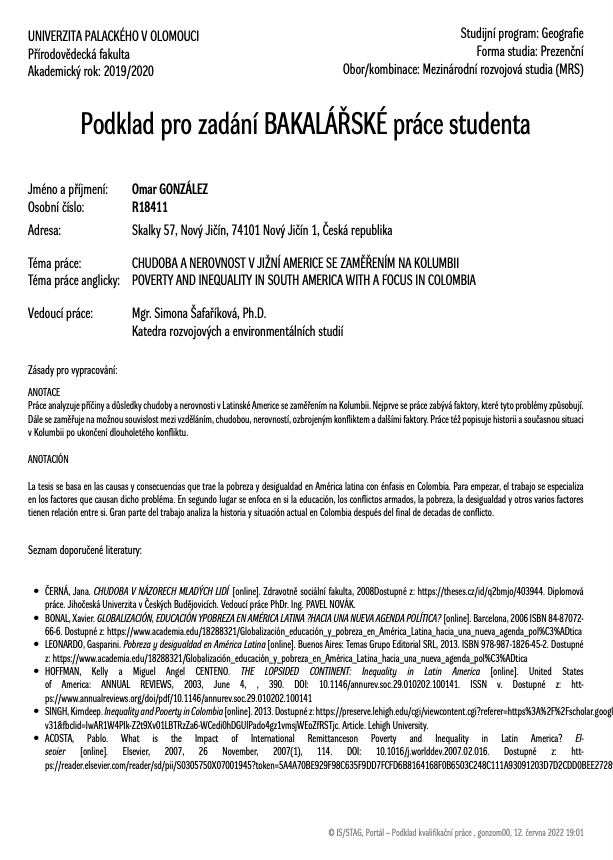 UNIVERZITA PALACKÉHO V OLOMOUCI
Přírodovědecká fakulta
Akademický rok: 2019/2020
Studijní program: Geografie
Forma studia: Prezenční
Obor/kombinace: Mezinárodní rozvojová studia (MRS)
Podklad pro zadání BAKALÁŘSKÉ práce studenta
Jméno a příjmení: Omar GONZÁLEZ
Osobní číslo: R18411
Adresa: Skalky 57, Nový Jičín, 74101 Nový Jičín 1, Česká republika
Téma práce: CHUDOBA A NEROVNOST V JIŽNÍ AMERICE SE ZAMĚŘENÍM NA KOLUMBII
Téma práce anglicky: POVERTY AND INEQUALITY IN SOUTH AMERICA WITH A FOCUS IN COLOMBIA
Vedoucí práce: Mgr. Simona Šafaříková, Ph.D.
Katedra rozvojových a environmentálních studií
Zásady pro vypracování:
ANOTACE
Práce analyzuje příčiny a důsledky chudoby a nerovnosti v Latinské Americe se zaměřením na Kolumbii. Nejprve se práce zabývá faktory, které tyto problémy způsobují.
Dále se zaměřuje na možnou souvislost mezi vzděláním, chudobou, nerovností, ozbrojeným konfliktem a dalšími faktory. Práce též popisuje historii a současnou situaci
v Kolumbii po ukončení dlouholetého konfliktu.
ANOTACIÓN
La tesis se basa en las causas y consecuencias que trae la pobreza y desigualdad en América latina con énfasis en Colombia. Para empezar, el trabajo se especializa
en los factores que causan dicho probléma. En segundo lugar se enfoca en si la educación, los conflictos armados, la pobreza, la desigualdad y otros varios factores
tienen relación entre si. Gran parte del trabajo analiza la historia y situación actual en Colombia después del final de decadas de conflicto.
Seznam doporučené literatury:
• ČERNÁ, Jana. CHUDOBA V NÁZORECH MLADÝCH LIDÍ [online]. Zdravotně sociální fakulta, 2008Dostupné z: https://theses.cz/id/q2bmjo/403944. Diplomová
práce. Jihočeská Univerzita v Českých Budějovicích. Vedoucí práce PhDr. Ing. PAVEL NOVÁK.
• BONAL, Xavier. GLOBALIZACIÓN, EDUCACIÓN YPOBREZA EN AMÉRICA LATINA ?HACIA UNA NUEVA AGENDA POLÍTICA? [online]. Barcelona, 2006 ISBN 84-87072-
66-6. Dostupné z: https://www.academia.edu/18288321/Globalización_educación_y_pobreza_en_América_Latina_hacia_una_nueva_agenda_pol%C3%ADtica
• LEONARDO, Gasparini. Pobreza y desigualdad en América Latina [online]. Buenos Aires: Temas Grupo Editorial SRL, 2013. ISBN 978-987-1826-45-2. Dostupné
z: https://www.academia.edu/18288321/Globalización_educación_y_pobreza_en_América_Latina_hacia_una_nueva_agenda_pol%C3%ADtica
• HOFFMAN, Kelly a Miguel Angel CENTENO. THE LOPSIDED CONTINENT: Inequality in Latin America [online]. United States
of America: ANNUAL REVIEWS, 2003, June 4, , 390. DOI: 10.1146/annurev.soc.29.010202.100141. ISSN v. Dostupné z: htt-
ps://www.annualreviews.org/doi/pdf/10.1146/annurev.soc.29.010202.100141
• SINGH, Kimdeep. Inequality and Poverty in Colombia [online]. 2013. Dostupné z: https://preserve.lehigh.edu/cgi/viewcontent.cgi?referer=https%3A%2F%2Fscholar.googl
v31&fbclid=IwAR1W4Plk-Z2t9Xv01LBTRzZa6-WCedi0hDGUlPado4gz1vmsjWEoZfRSTjc. Article. Lehigh University.
• ACOSTA, Pablo. What is the Impact of International Remittanceson Poverty and Inequality in Latin America? El-
seoier [online]. Elsevier, 2007, 26 November, 2007(1), 114. DOI: 10.1016/j.worlddev.2007.02.016. Dostupné z: htt-
ps://reader.elsevier.com/reader/sd/pii/S0305750X07001945?token=5A4A70BE929F98C635F9DD7FCFD6B8164168F0B6503C248C111A93091203D7D2CDD0BEE2728
© IS/STAG, Portál – Podklad kvalifikační práce , gonzom00, 12. června 2022 19:01